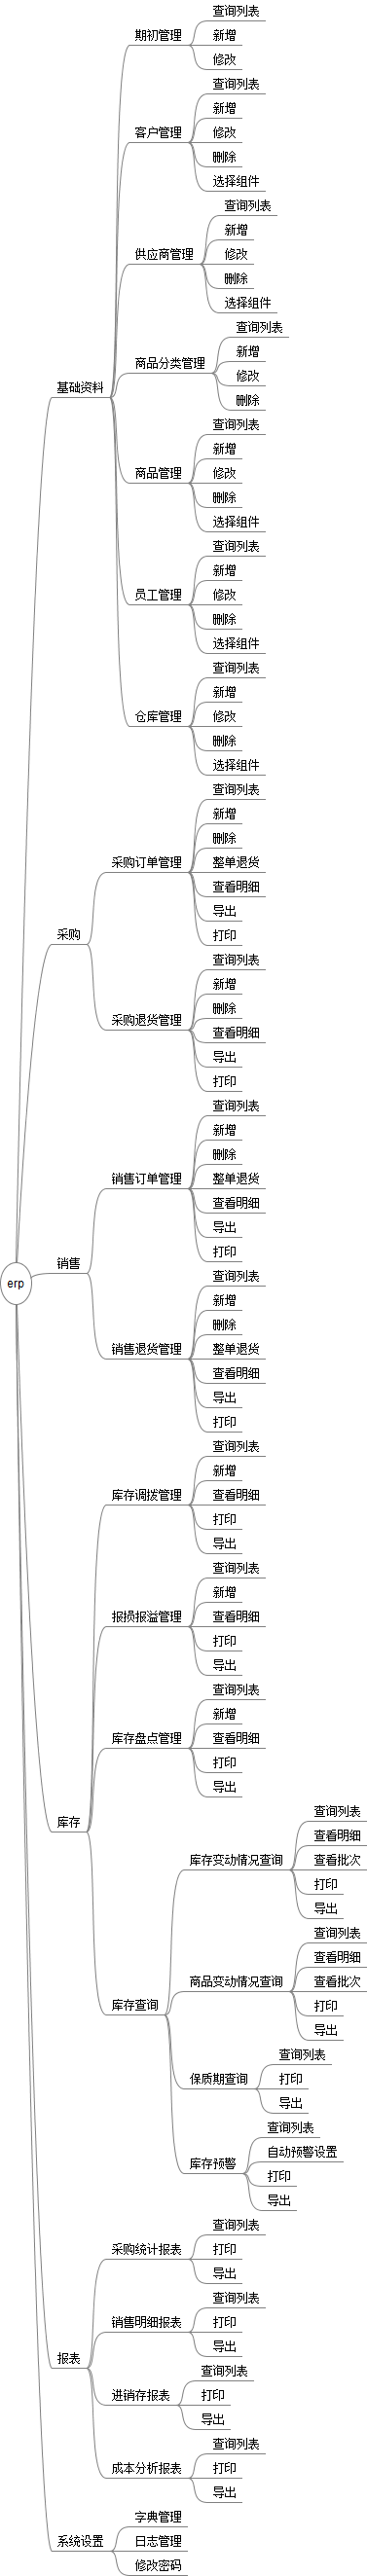 erp
基础资料
期初管理
查询列表
新增
修改
客户管理
查询列表
新增
修改
删除
选择组件
供应商管理
查询列表
新增
修改
删除
选择组件
商品分类管理
查询列表
新增
修改
删除
商品管理
查询列表
新增
修改
删除
选择组件
员工管理
查询列表
新增
修改
删除
选择组件
仓库管理
查询列表
新增
修改
删除
选择组件
采购
采购订单管理
查询列表
新增
删除
整单退货
查看明细
导出
打印
采购退货管理
查询列表
新增
删除
查看明细
导出
打印
销售
销售订单管理
查询列表
新增
删除
整单退货
查看明细
导出
打印
销售退货管理
查询列表
新增
删除
整单退货
查看明细
导出
打印
库存
库存调拨管理
查询列表
新增
查看明细
打印
导出
报损报溢管理
查询列表
新增
查看明细
打印
导出
库存盘点管理
查询列表
新增
查看明细
打印
导出
库存查询
库存变动情况查询
查询列表
查看明细
查看批次
打印
导出
商品变动情况查询
查询列表
查看明细
查看批次
打印
导出
保质期查询
查询列表
打印
导出
库存预警
查询列表
自动预警设置
打印
导出
报表
采购统计报表
查询列表
打印
导出
销售明细报表
查询列表
打印
导出
进销存报表
查询列表
打印
导出
成本分析报表
查询列表
打印
导出
系统设置
字典管理
日志管理
修改密码